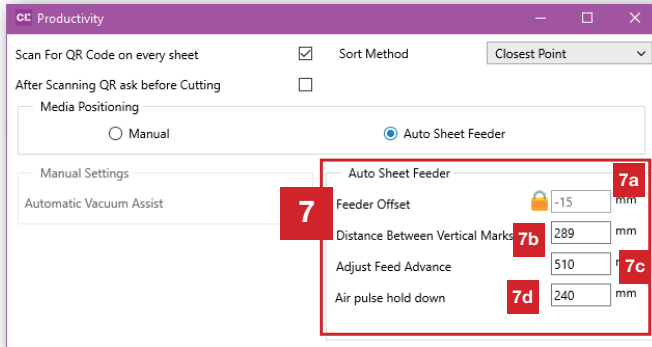 CE Productivity
Scan For QR Code on every sheet
Sort Method
Closest Point
After Scanning QR ask before Cutting
Media Positioning
Manual
Auto Sheet Feeder
Manual Settings
Automatic Vacuum Assist
7
Auto Sheet Feeder
7a
Feeder Offset
-15
mm
Distance Between Vertical Marks
7b
289
mm
Adjust Feed Advance
510
7c
Air pulse hold down
7d
240
mm